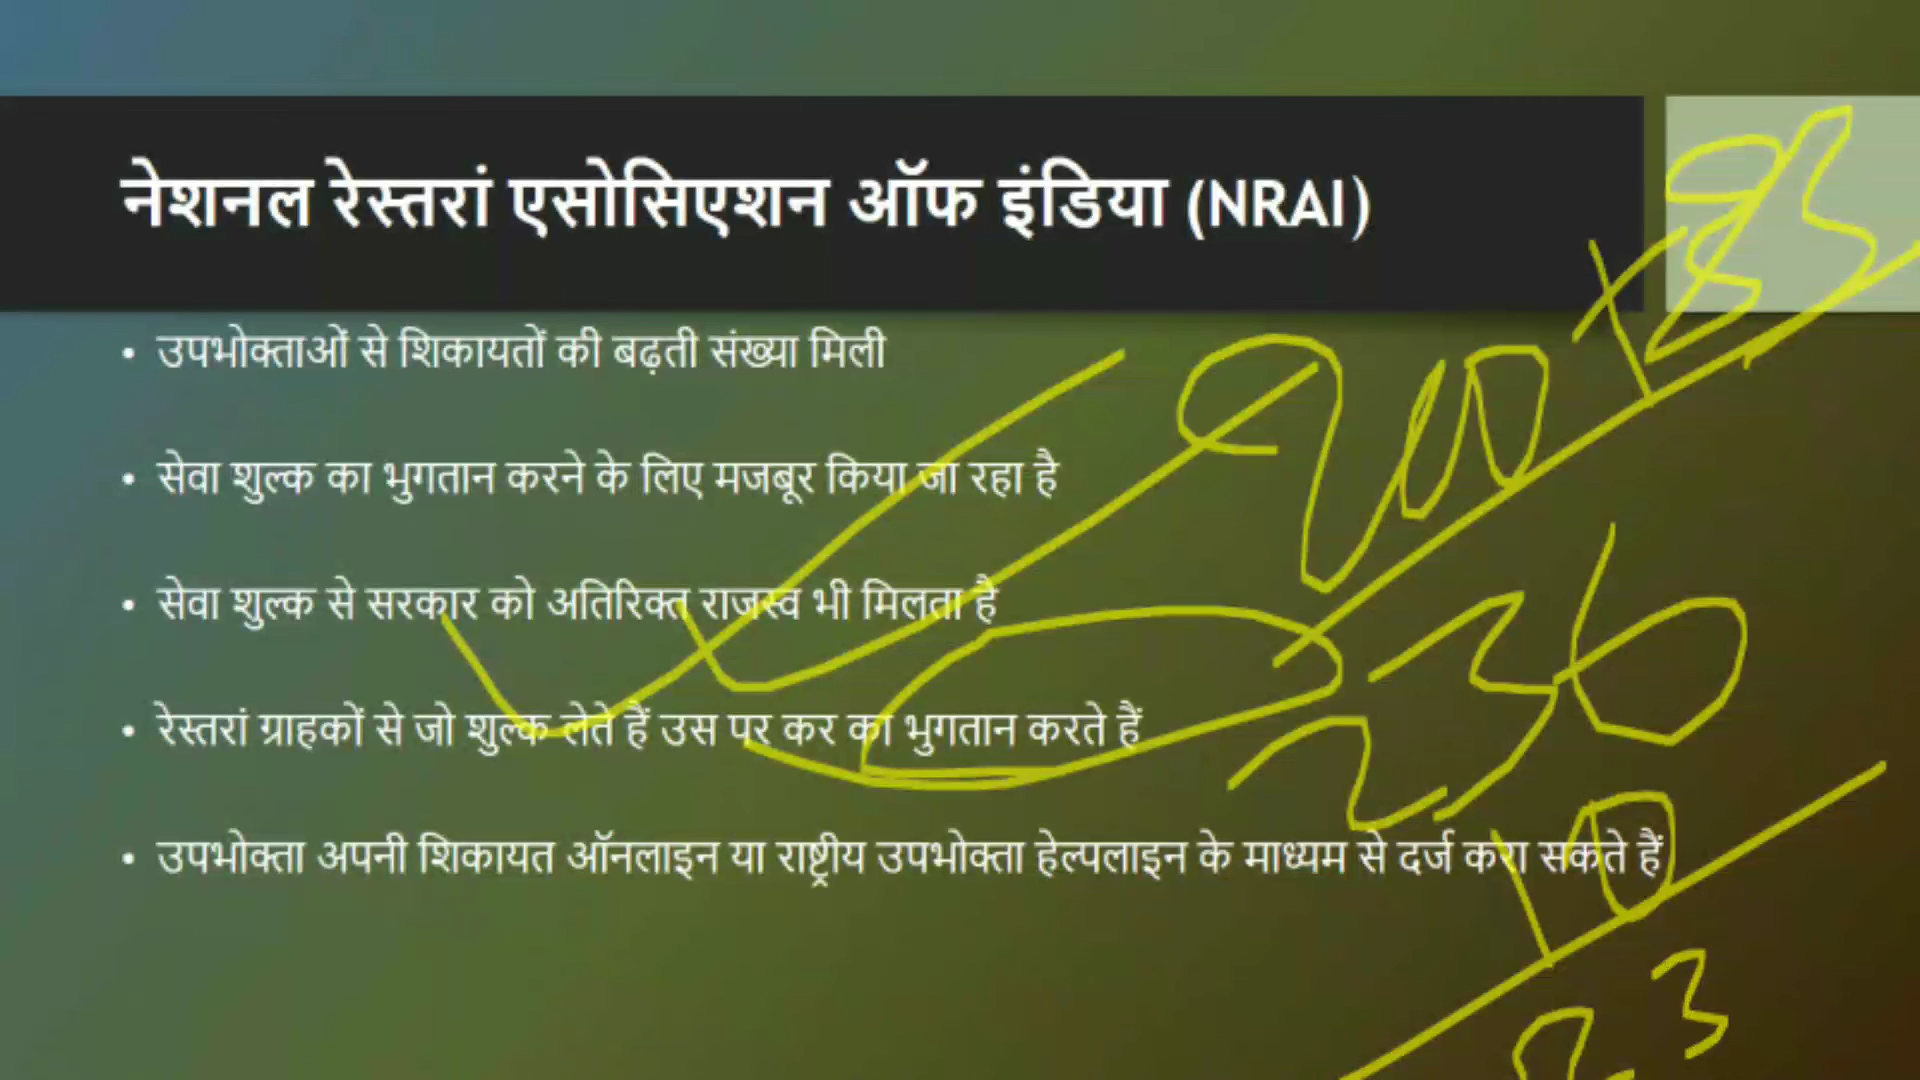 नेशनल रेस्तरां एसोसिएशन ऑफ इंडिया (NRAI)
• उपभोक्ताओं से शिकायतों की बढ़ती संख्या मिली
• सेवा शुल्क का भुगतान करने के लिए मजबूर किया जा रहा है
• सेवा शुल्क से सरकार को अतिरिक्त राजस्व भी मिलता है
• रेस्तरां ग्राहकों से जो शुल्क लेते हैं उस पर कर का भुगतान करते हैं
• उपभोक्ता अपनी शिकायत ऑनलाइन या राष्ट्रीय उपभोक्ता हेल्पलाइन के माध्यम से दर्ज करा सकते हैं